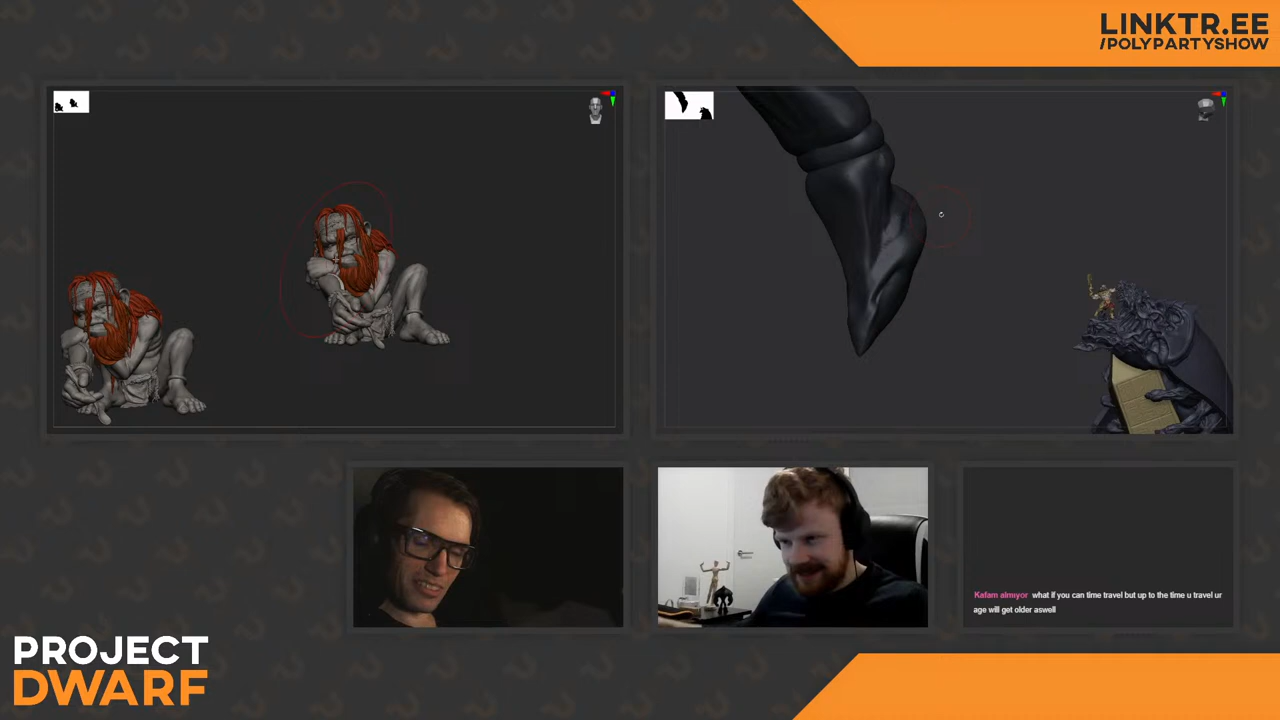 LINKTR.EE
/POLYPARTYSHOW
Kafam almıyor what if you can time travel but up to the time u travel ur
age will get older aswell
PROJECT
DWARF